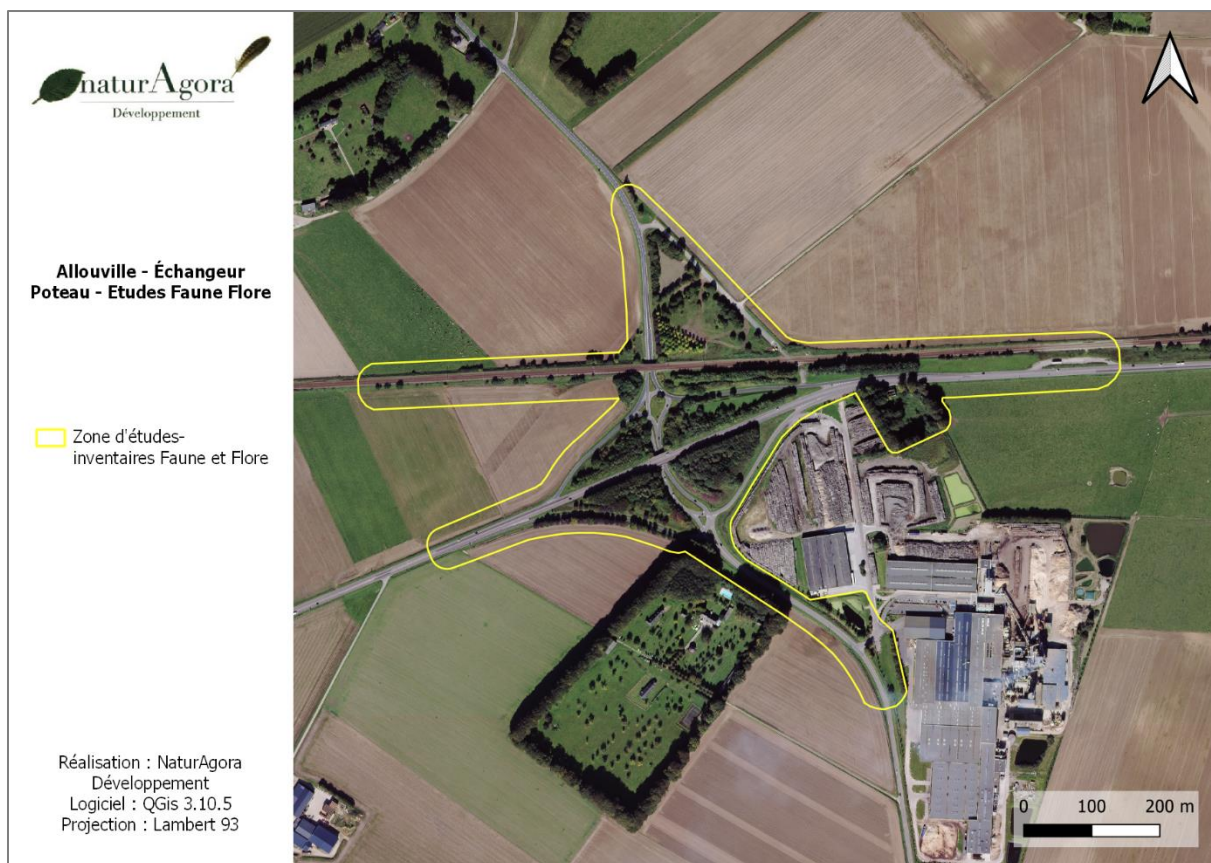 naturAgora
Développement
Allouville - Échangeur
Poteau - Etudes Faune Flore
Zone d'études-
inventaires Faune et Flore
Réalisation : NaturAgora
Développement
Logiciel : QGis 3.10.5
Projection : Lambert 93
0 100 200 m